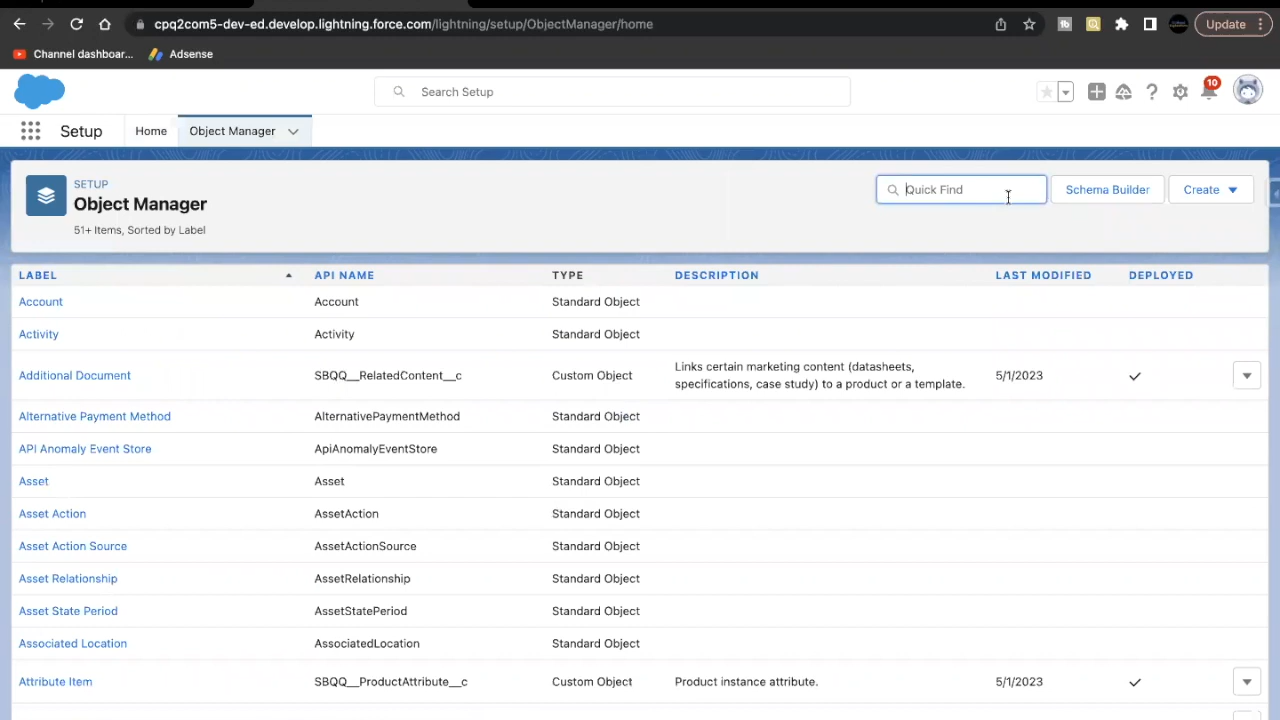 cpq2com5-dev-ed.develop.lightning.force.com/lightning/setup/ObjectManager/home
Update
Channel dashboar...
Adsense
Search Setup
10
Setup
Home
Object Manager
SETUP
Object Manager
51+ Items, Sorted by Label
Quick Find
Schema Builder
Create
LABEL API NAME TYPE DESCRIPTION LAST MODIFIED DEPLOYED
Account Account Standard Object
Activity Activity Standard Object
Additional Document SBQQ__RelatedContent__c Custom Object Links certain marketing content (datasheets, 5/1/2023
specifications, case study) to a product or a template.
Alternative Payment Method AlternativePaymentMethod Standard Object
API Anomaly Event Store ApiAnomalyEventStore Standard Object
Asset Asset Standard Object
Asset Action AssetAction Standard Object
Asset Action Source AssetActionSource Standard Object
Asset Relationship AssetRelationship Standard Object
Asset State Period AssetStatePeriod Standard Object
Associated Location AssociatedLocation Standard Object
Attribute Item SBQQ__ProductAttribute__c Custom Object Product instance attribute. 5/1/2023